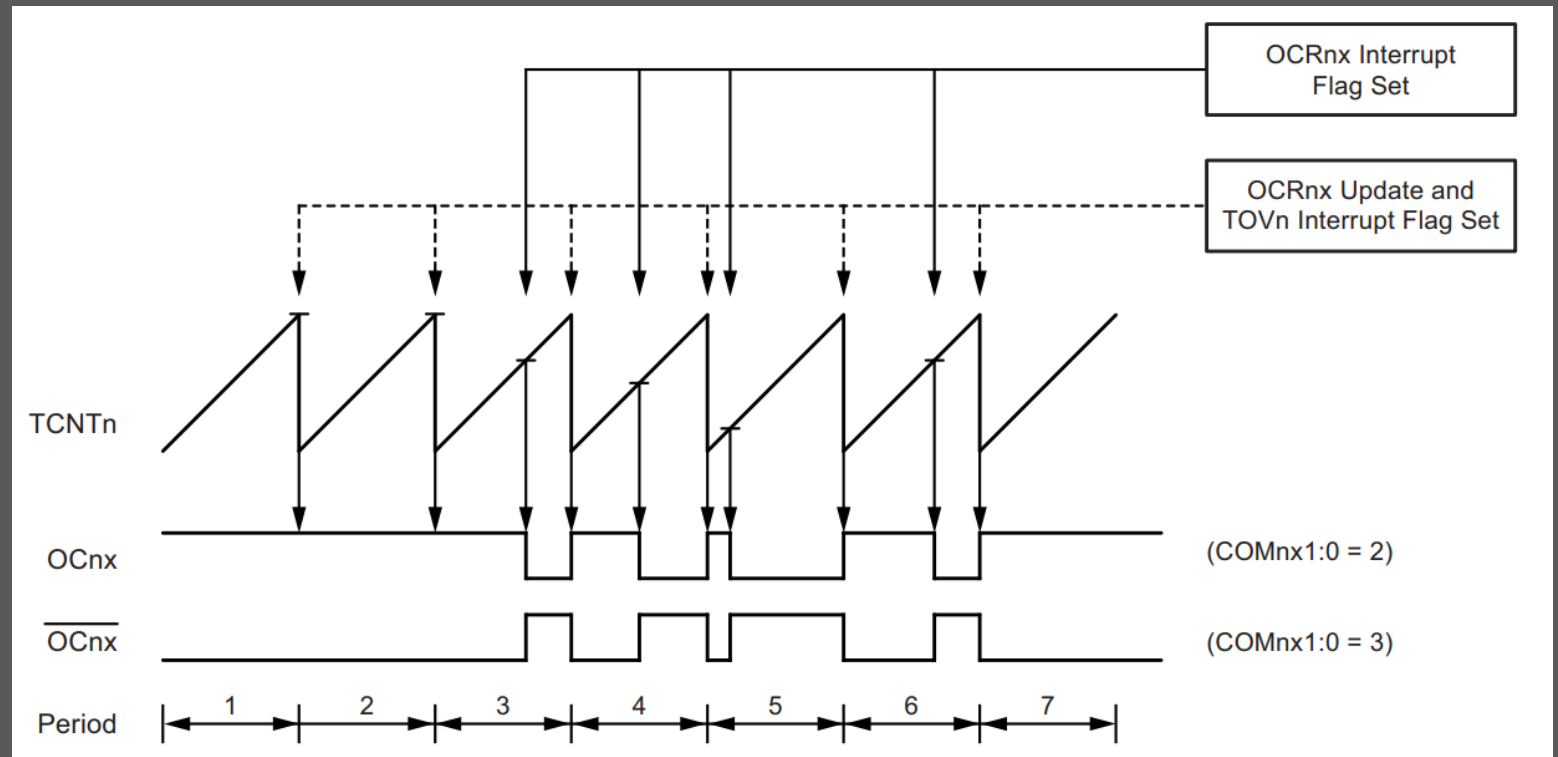 OCRnx Interrupt
Flag Set
OCRnx Update and
TOVn Interrupt Flag Set
TCNTn
OCnx
(COMnx1:0 = 2)
OCnx
(COMnx1:0 = 3)
Period
1
2
3
4
5
6
7